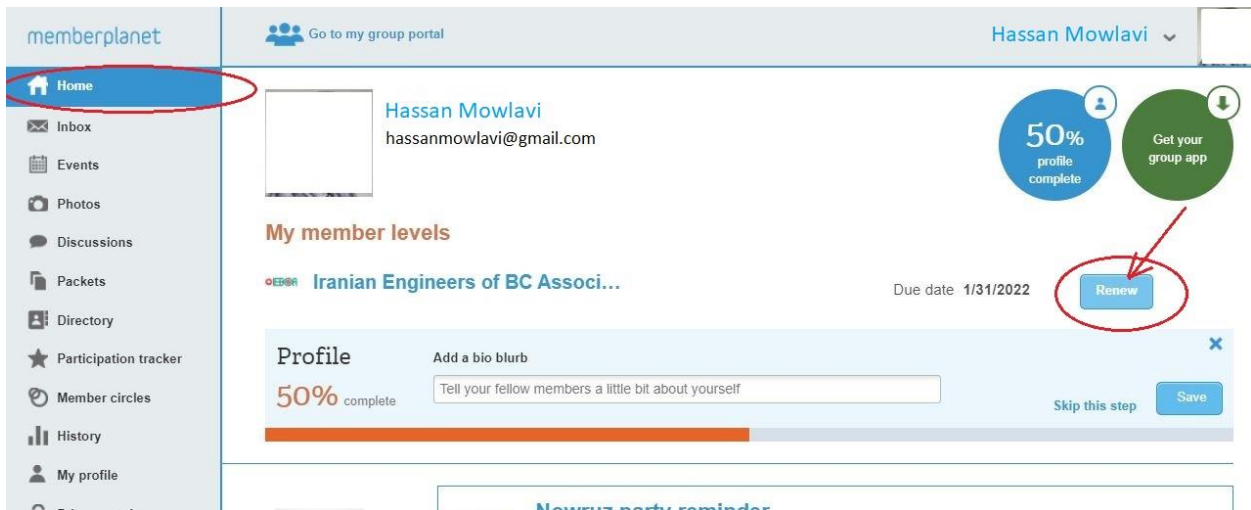 memberplanet
Go to my group portal
Hassan Mowlavi
Home
Inbox
Events
Photos
Discussions
Packets
Directory
Participation tracker
Member circles
History
My profile
Hassan Mowlavi
hassanmowlavi@gmail.com
50%
profile
complete
Get your
group app
My member levels
Iranian Engineers of BC Associ...
Due date 1/31/2022
Renew
Profile
50% complete
Add a bio blurb
Tell your fellow members a little bit about yourself
Skip this step
Save
Nowruz party reminder